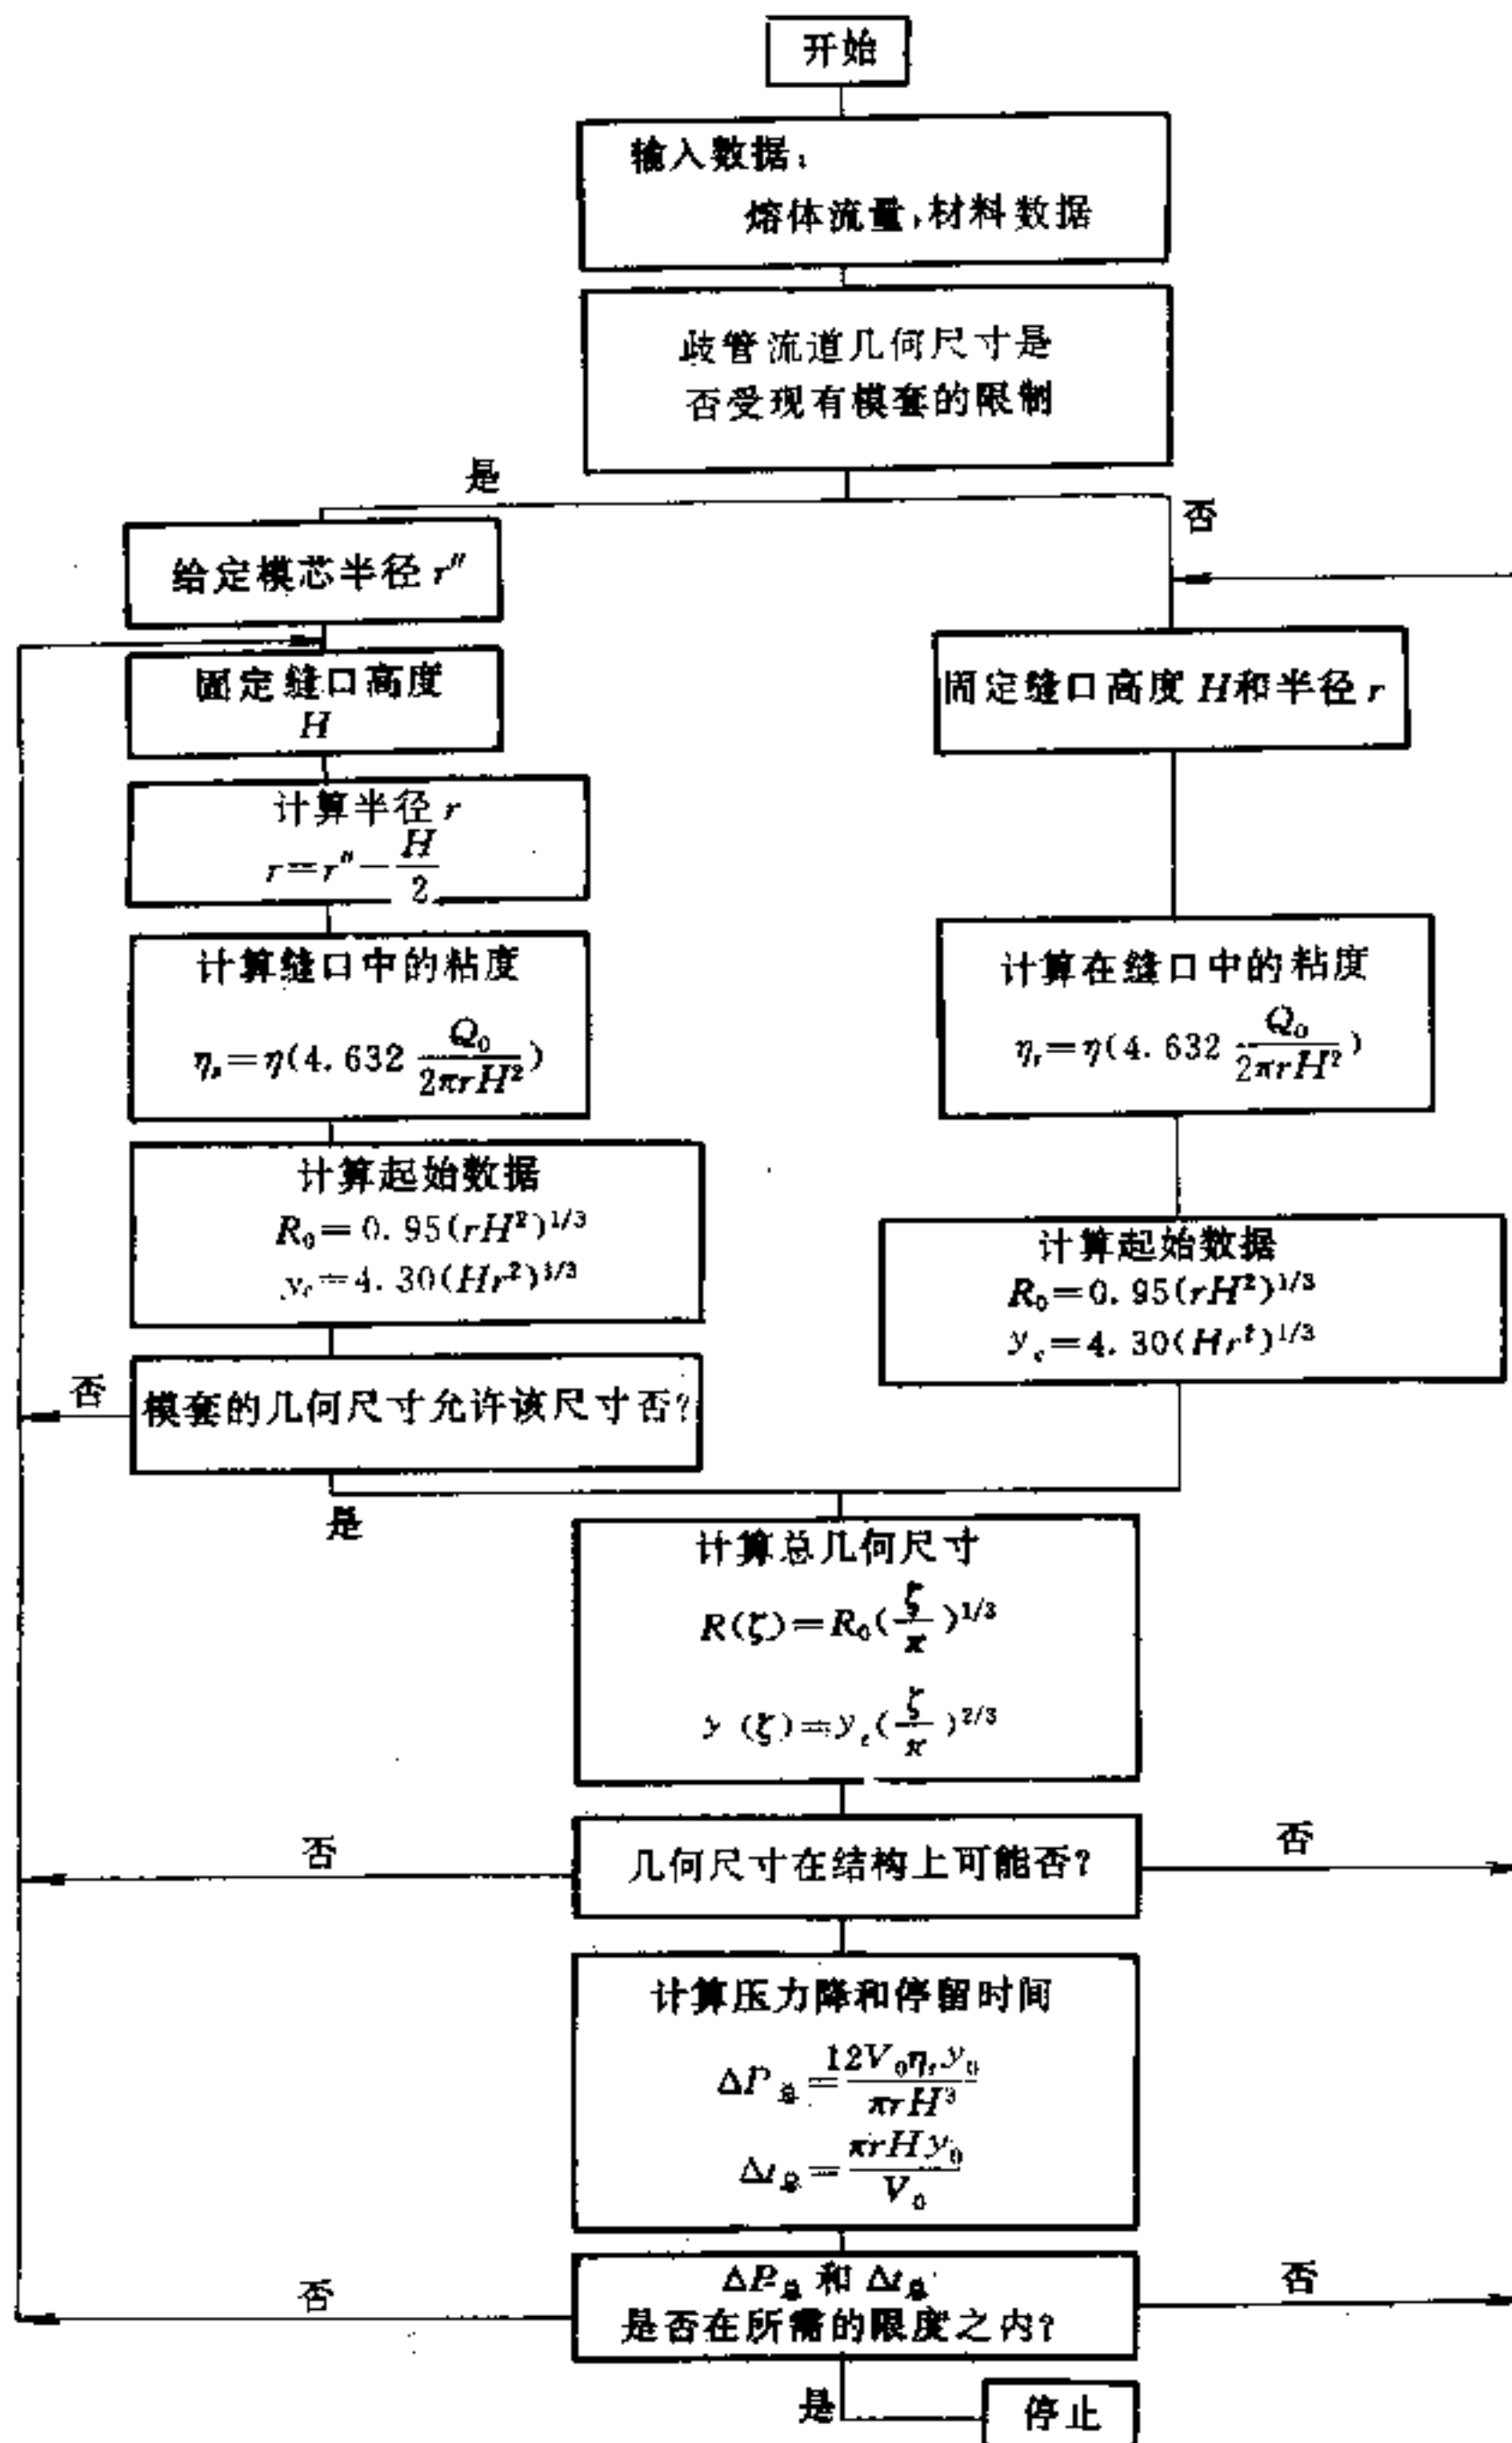 开始
输入数据:
熔体流量,材料数据
歧管流道几何尺寸是
否受现有模套的限制
是
否
给定模芯半径 r″
固定缝口高度
H
固定缝口高度 H和半径 r
计算半径 r
r=r″-H/2
计算缝口中的粘度
ηs=η(4.632 Q0/2πrH²)
计算在缝口中的粘度
ηs=η(4.632 Q0/2πrH²)
计算起始数据
R0=0.95(rH²)1/3
yc=4.30(Hr²)1/3
计算起始数据
R0=0.95(rH²)1/3
yc=4.30(Hr²)1/3
否
模套的几何尺寸允许该尺寸否?
是
计算总几何尺寸
R(ζ)=R0(ζ/π)1/3
y(ζ)=yc(ζ/π)2/3
否
几何尺寸在结构上可能否?
否
计算压力降和停留时间
ΔP总=12V0ηsy0/πrH³
Δt总=πrHy0/V0
否
ΔP总 和 Δt总
是否在所需的限度之内?
否
是
停止